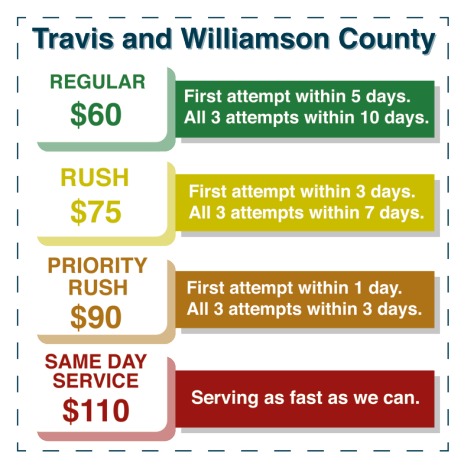 Travis and Williamson County
REGULAR
$60
First attempt within 5 days.
All 3 attempts within 10 days.
RUSH
$75
First attempt within 3 days.
All 3 attempts within 7 days.
PRIORITY
RUSH
$90
First attempt within 1 day.
All 3 attempts within 3 days.
SAME DAY
SERVICE
$110
Serving as fast as we can.